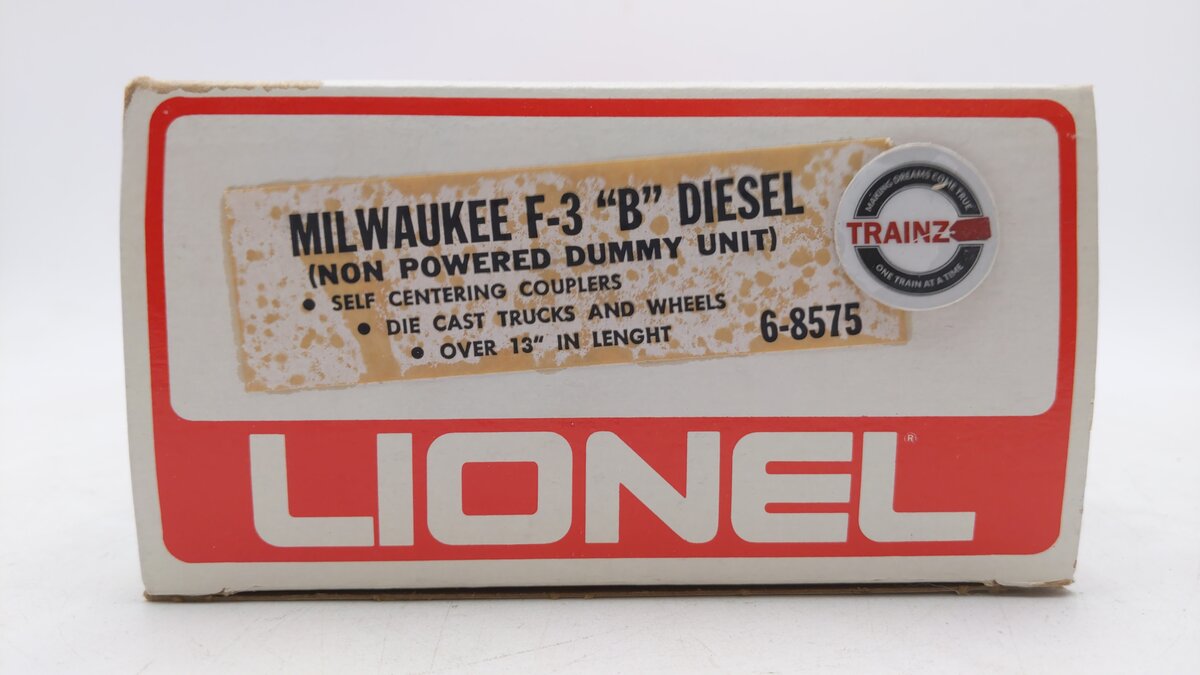 MILWAUKEE F-3 “B” DIESEL
(NON POWERED DUMMY UNIT)
• SELF CENTERING COUPLERS
• DIE CAST TRUCKS AND WHEELS
• OVER 13" IN LENGHT
6-8575
MAKING DREAMS COME TRUE
TRAINZ
ONE TRAIN AT A TIME
LIONEL®